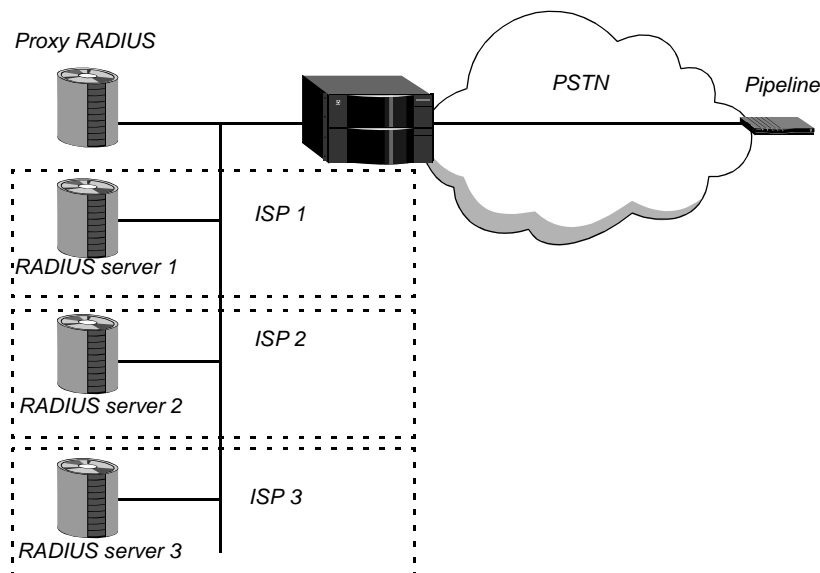 Proxy RADIUS
PSTN
Pipeline
ISP 1
RADIUS server 1
ISP 2
RADIUS server 2
ISP 3
RADIUS server 3